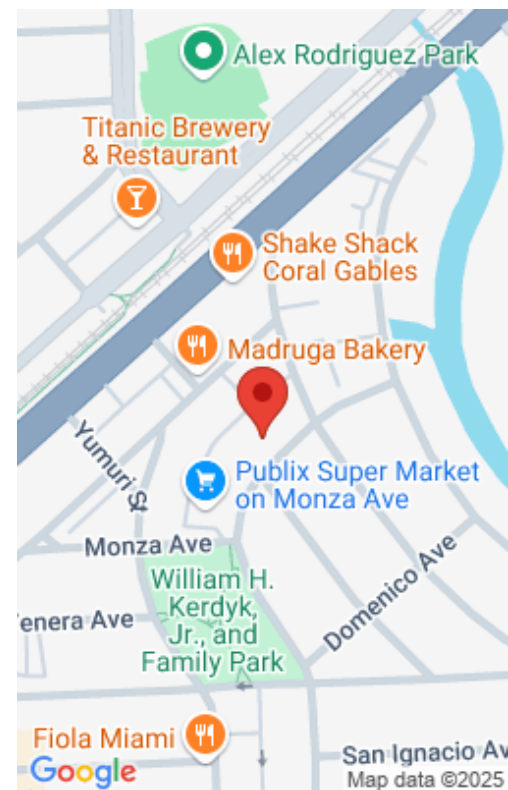 Alex Rodriguez Park
Titanic Brewery
& Restaurant
Shake Shack
Coral Gables
Madruga Bakery
Yumuri St
Publix Super Market
on Monza Ave
Monza Ave
William H.
Kerdyk,
Jr., and
Family Park
enera Ave
Domenico Ave
Fiola Miami
San Ignacio Av
Google
Map data ©2025